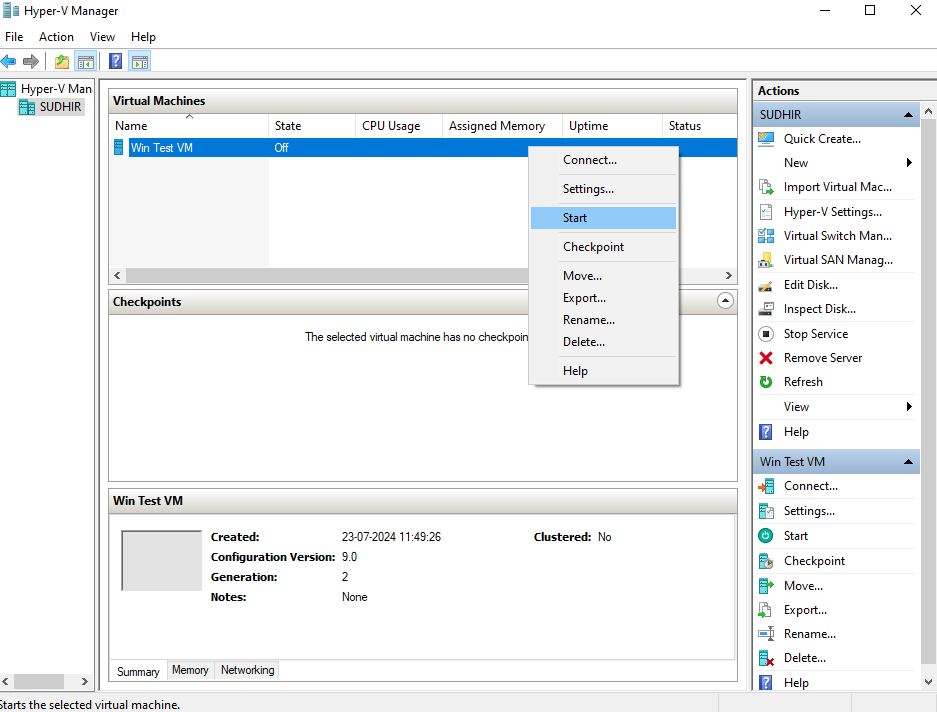 Hyper-V Manager
File Action View Help
Hyper-V Man
SUDHIR
Virtual Machines
Name State CPU Usage Assigned Memory Uptime Status
Win Test VM Off
Connect...
Settings...
Start
Checkpoint
Move...
Export...
Rename...
Delete...
Help
Checkpoints
The selected virtual machine has no checkpoin
Win Test VM
Created: 23-07-2024 11:49:26 Clustered: No
Configuration Version: 9.0
Generation: 2
Notes: None
Summary Memory Networking
Actions
SUDHIR
Quick Create...
New
Import Virtual Mac...
Hyper-V Settings...
Virtual Switch Man...
Virtual SAN Manag...
Edit Disk...
Inspect Disk...
Stop Service
Remove Server
Refresh
View
Help
Win Test VM
Connect...
Settings...
Start
Checkpoint
Move...
Export...
Rename...
Delete...
Help
Starts the selected virtual machine.